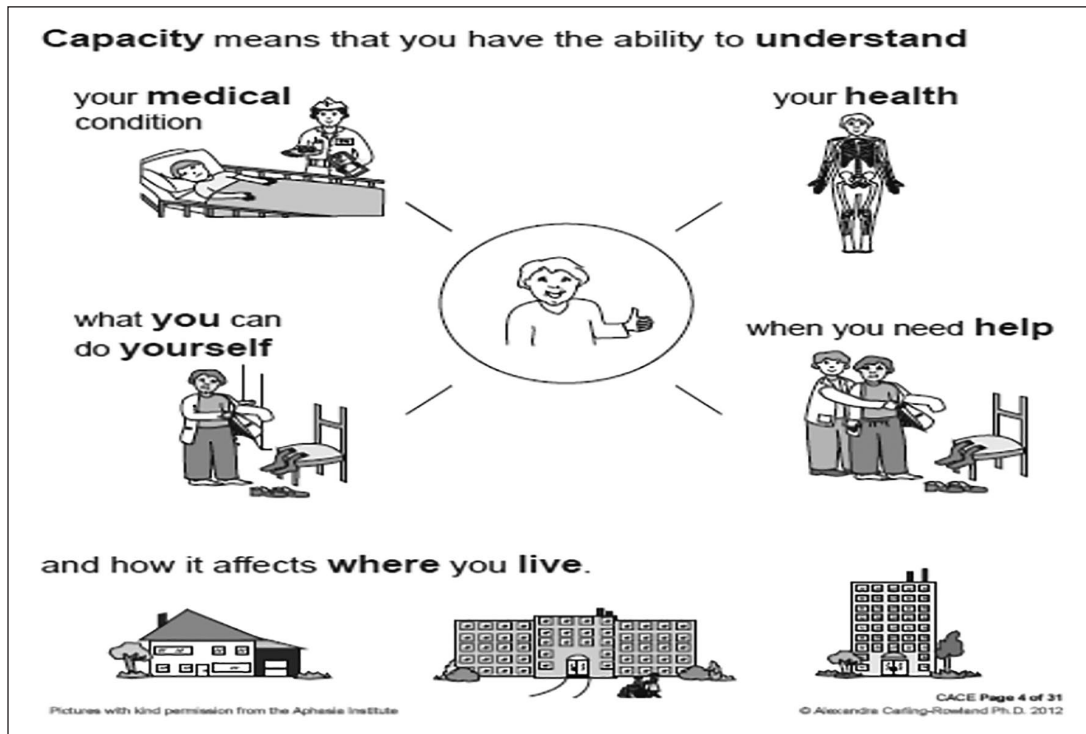 Capacity means that you have the ability to understand
your medical
condition
your health
what you can
do yourself
when you need help
and how it affects where you live.
Pictures with kind permission from the Aphasia Institute
CACE Page 4 of 31
© Alexandra Carling-Rowland Ph.D. 2012